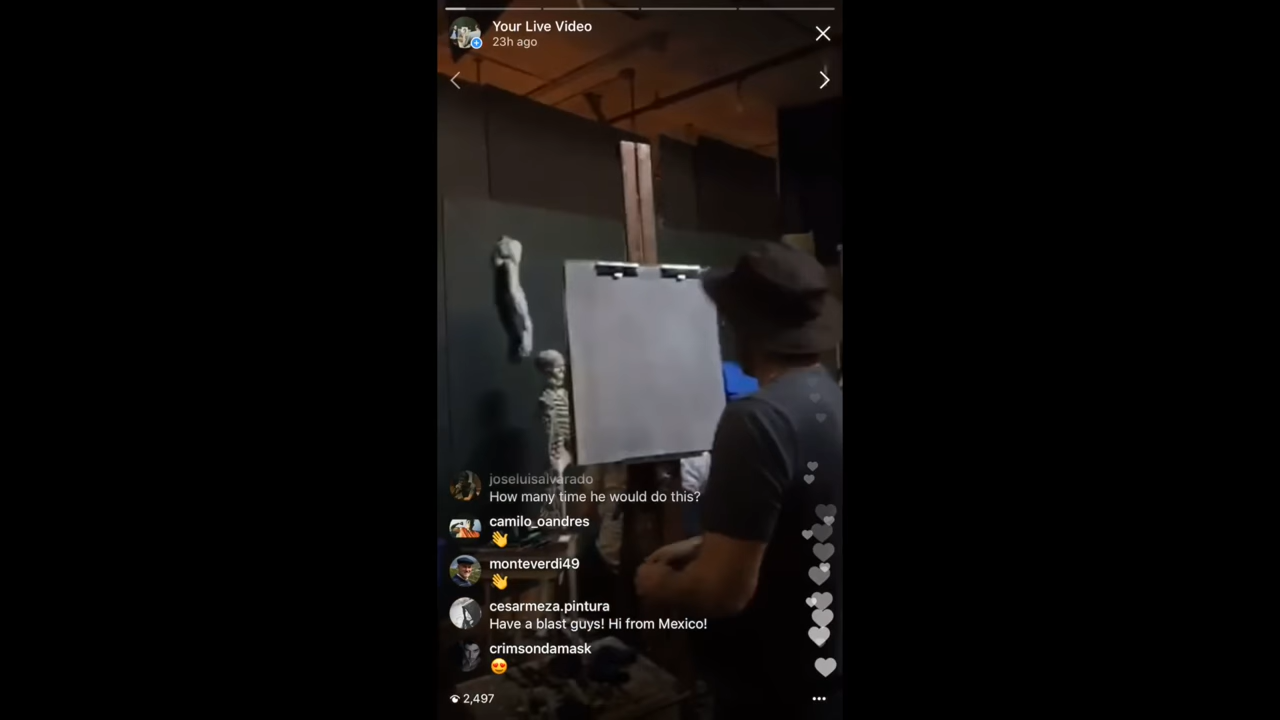 Your Live Video
23h ago
joseluisalvarado
How many time he would do this?
camilo_oandres
👋
monteverdi49
👋
cesarmeza.pintura
Have a blast guys! Hi from Mexico!
crimsondamask
😍
2,497